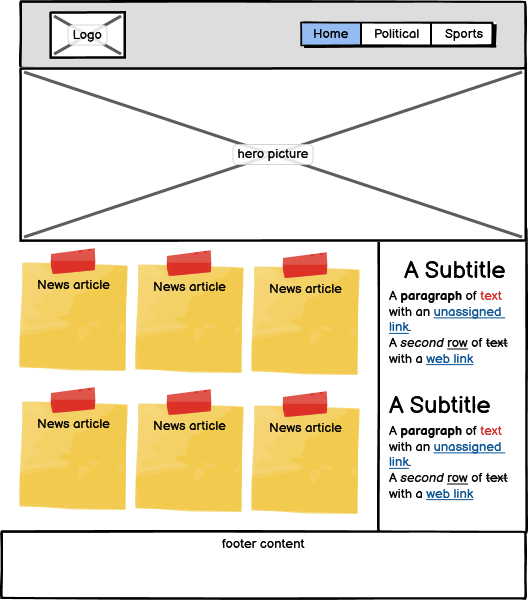 Logo
Home Political Sports
hero picture
News article News article News article
A Subtitle
A paragraph of text
with an unassigned
link.
A second row of text
with a web link
News article News article News article
A Subtitle
A paragraph of text
with an unassigned
link.
A second row of text
with a web link
footer content